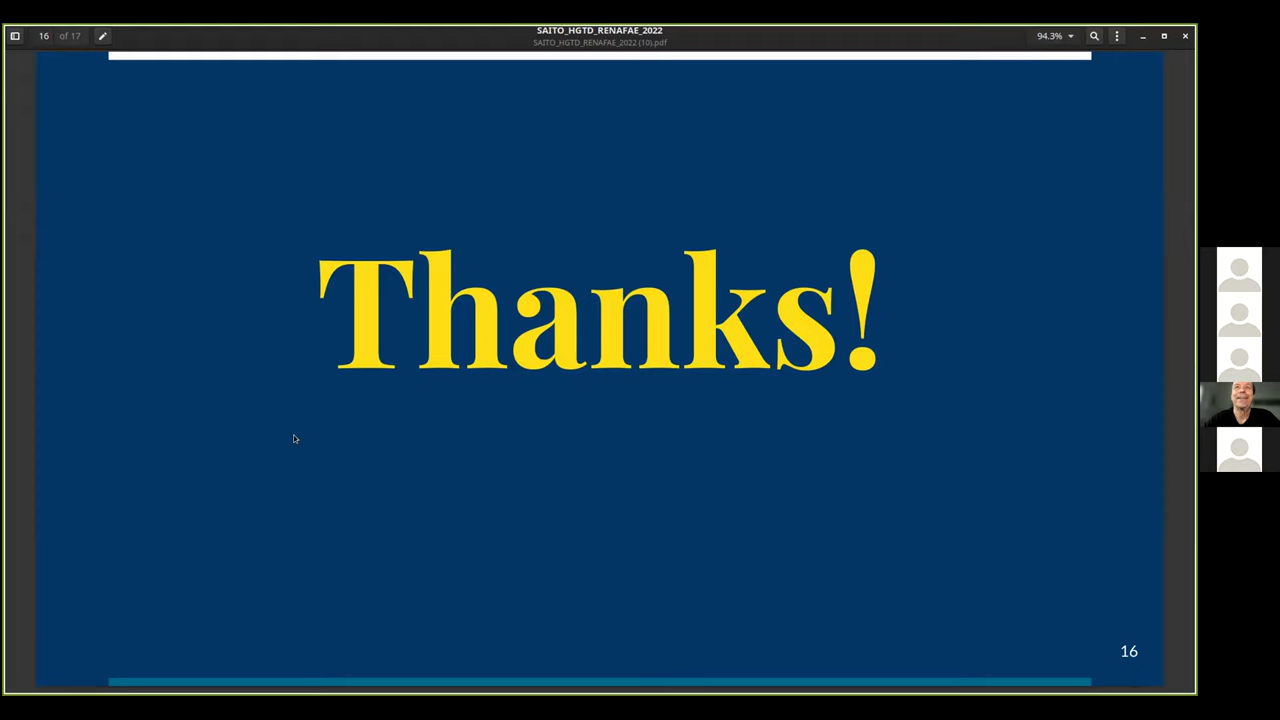 16 of 17
SAITO_HGTD_RENAFAE_2022
SAITO_HGTD_RENAFAE_2022 (10).pdf
94.3%
Thanks!
16